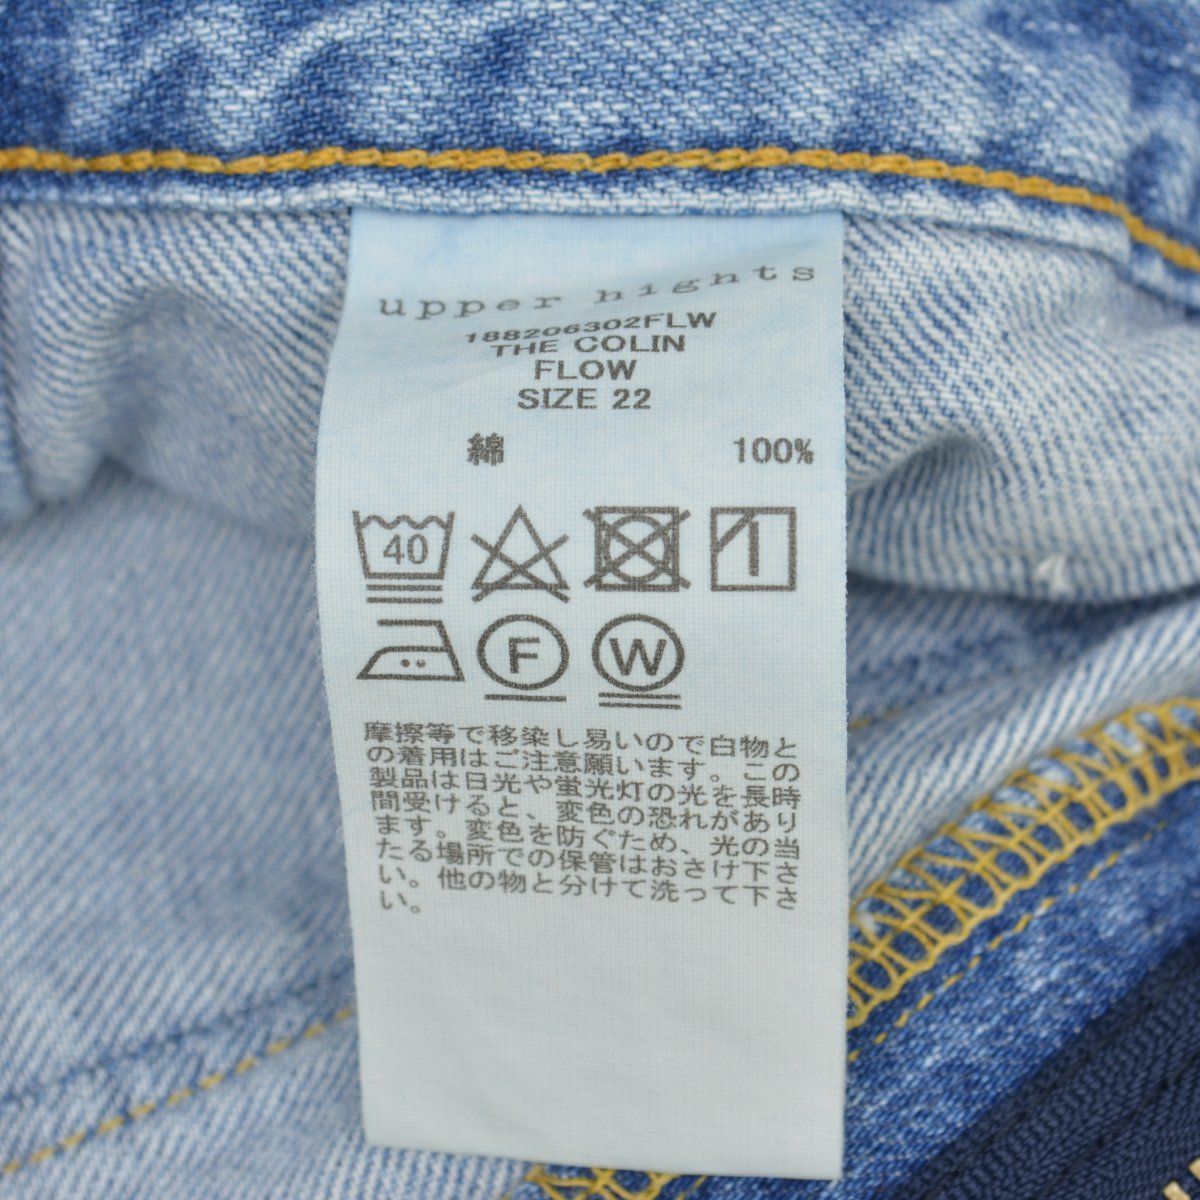 upper hights
188206302FLW
THE COLIN
FLOW
SIZE 22
綿 100%
40
F W
摩擦等で移染し易いので白物と
の着用はご注意願います。この
製品は日光や蛍光灯の光を長時
間受けると、変色の恐れがあり
ます。変色を防ぐため、光の当
たる場所での保管はおさけ下さ
い。他の物と分けて洗って下さ
い。